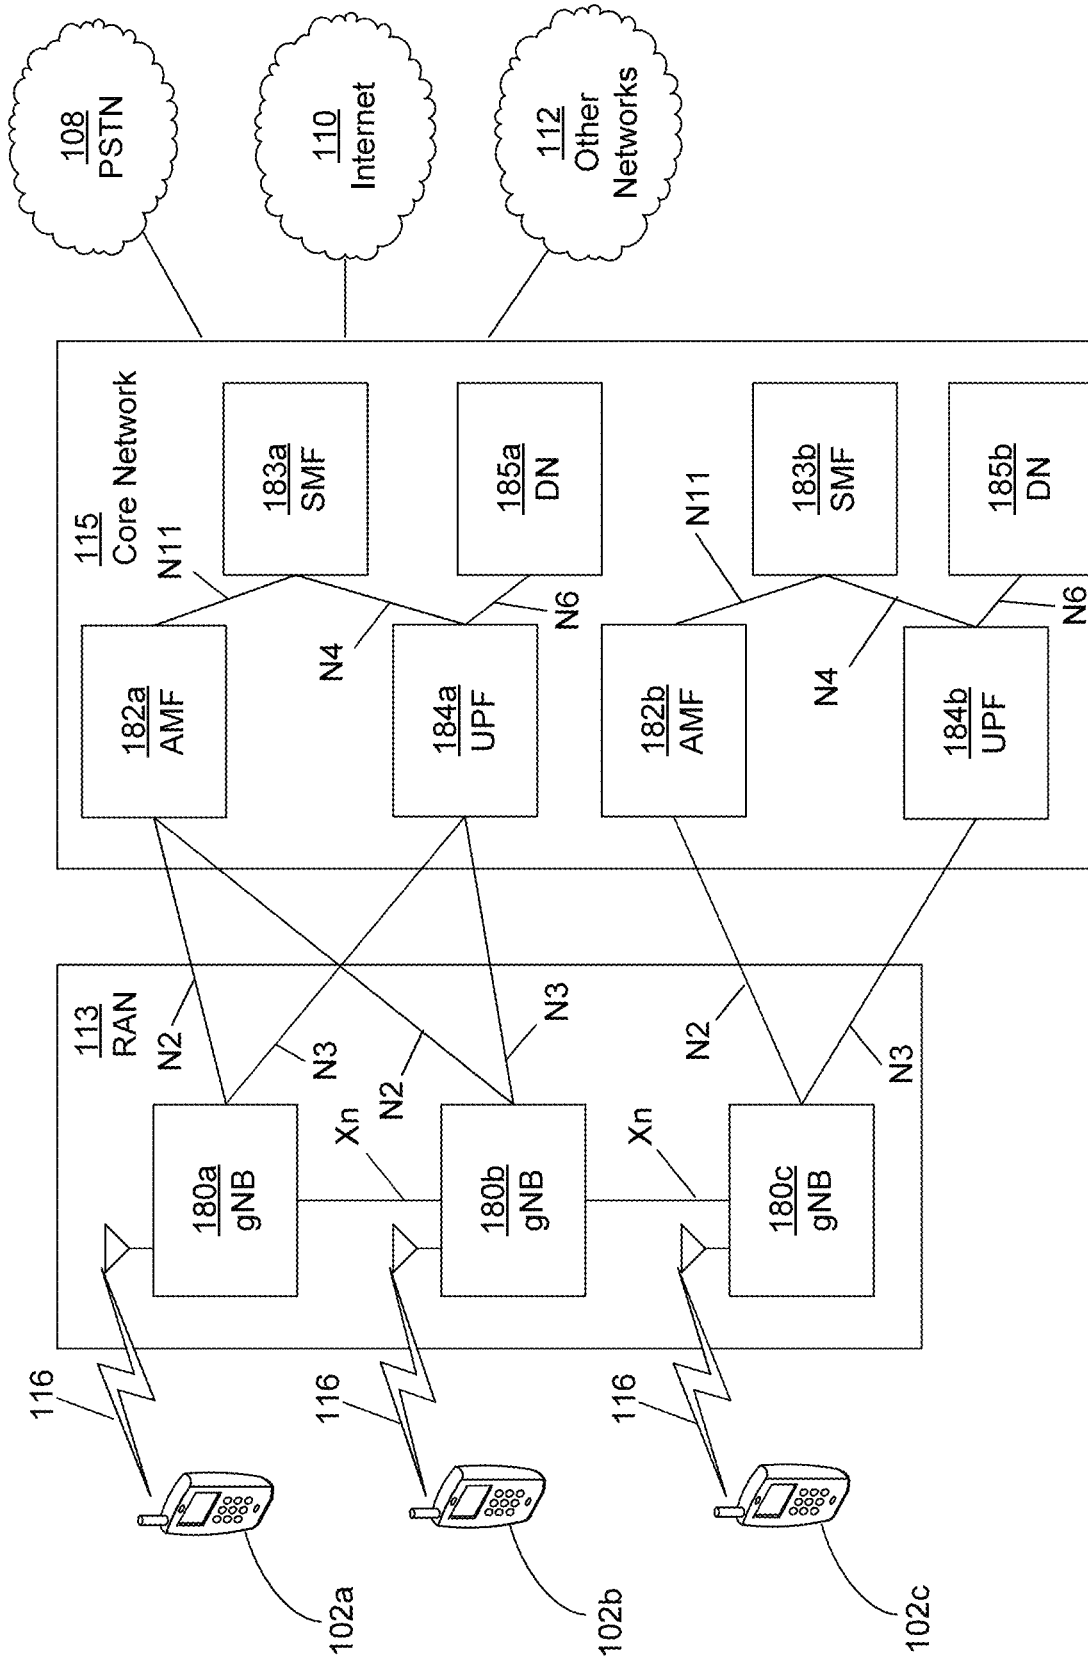 102a
102b
102c
116
116
116
113
RAN
180a
gNB
180b
gNB
180c
gNB
Xn
Xn
N2
N3
N2
N3
N2
N3
115
Core Network
182a
AMF
N11
183a
SMF
N4
184a
UPF
N6
185a
DN
182b
AMF
N11
183b
SMF
N4
184b
UPF
N6
185b
DN
108
PSTN
110
Internet
112
Other
Networks